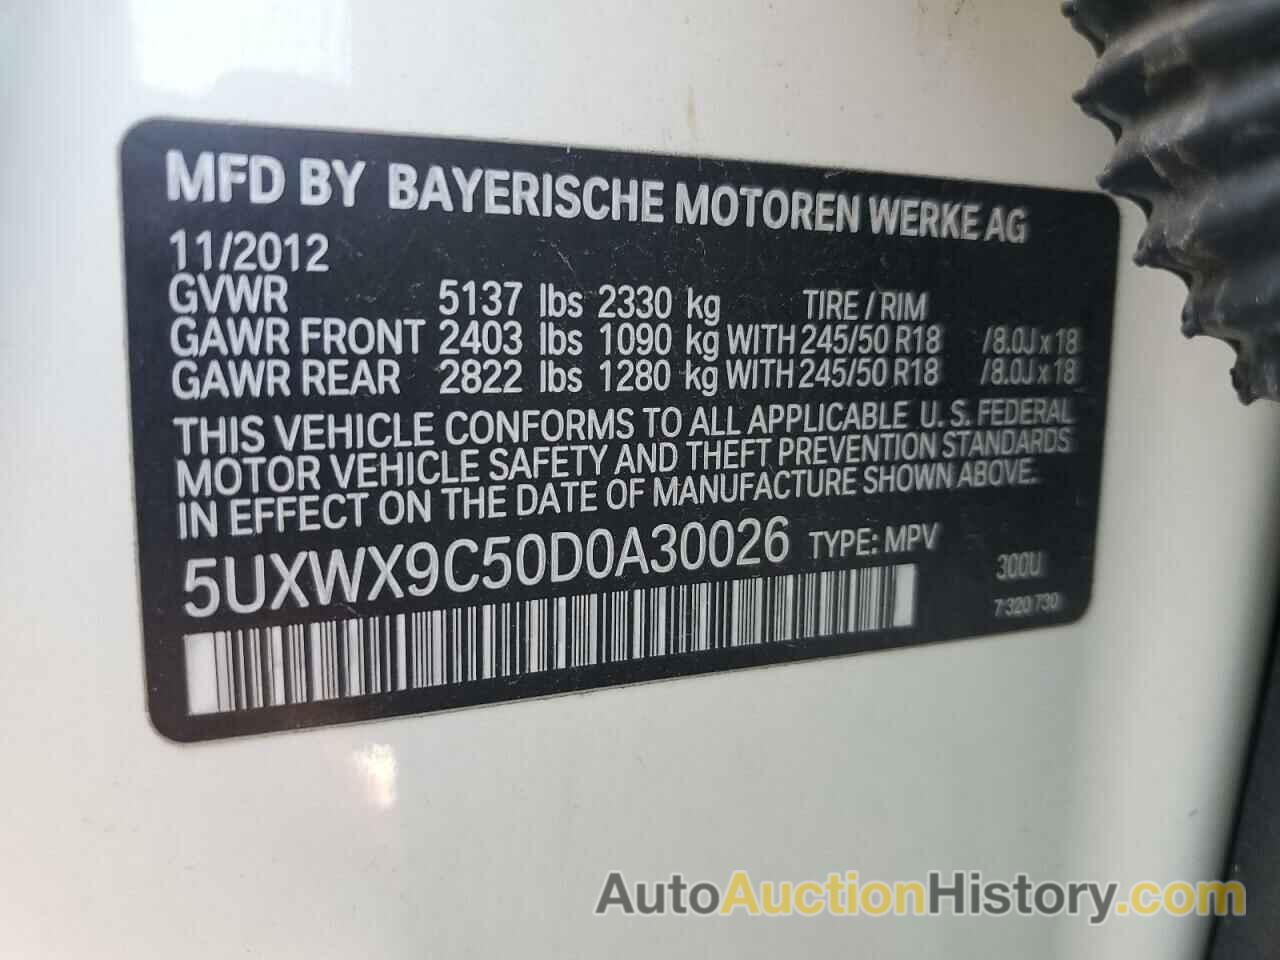 MFD BY BAYERISCHE MOTOREN WERKE AG
11/2012
GVWR 5137 lbs 2330 kg TIRE / RIM
GAWR FRONT 2403 lbs 1090 kg WITH 245/50 R18 /8.0J x 18
GAWR REAR 2822 lbs 1280 kg WITH 245/50 R18 /8.0J x 18
THIS VEHICLE CONFORMS TO ALL APPLICABLE U.S. FEDERAL
MOTOR VEHICLE SAFETY AND THEFT PREVENTION STANDARDS
IN EFFECT ON THE DATE OF MANUFACTURE SHOWN ABOVE.
5UXWX9C50D0A30026 TYPE: MPV 300U
7 320 730
AutoAuctionHistory.com